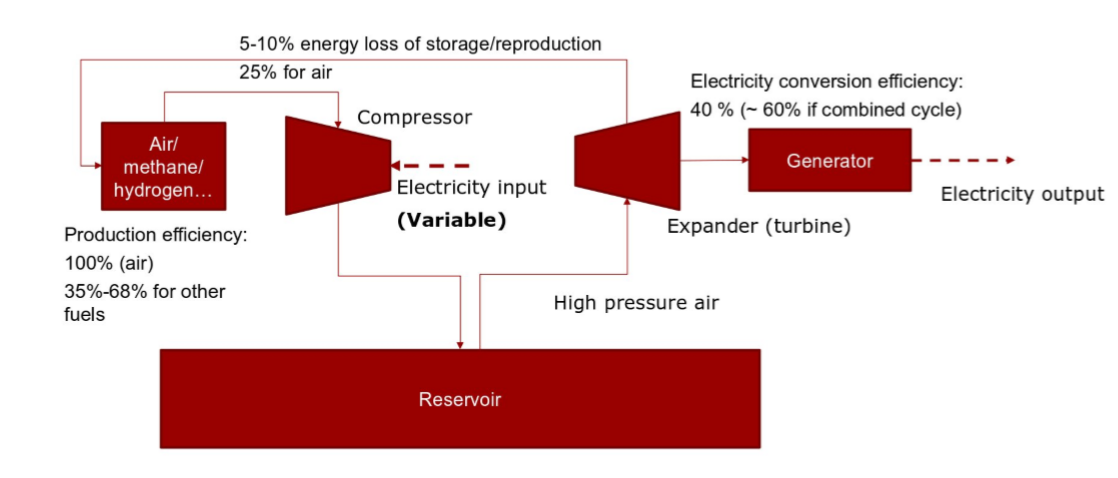 5-10% energy loss of storage/reproduction
25% for air
Electricity conversion efficiency:
40 % (~ 60% if combined cycle)
Compressor
Air/
methane/
hydrogen…
Generator
Electricity input
(Variable)
Electricity output
Expander (turbine)
Production efficiency:
100% (air)
35%-68% for other
fuels
High pressure air
Reservoir